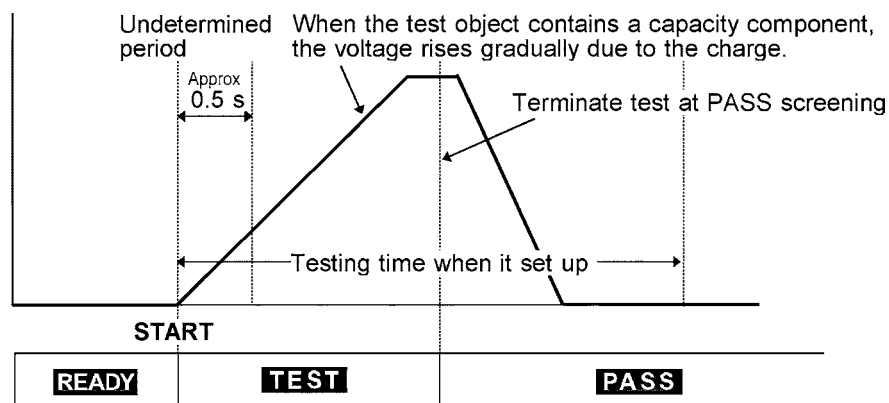 Undetermined
period
When the test object contains a capacity component,
the voltage rises gradually due to the charge.
Approx
0.5 s
Terminate test at PASS screening
Testing time when it set up
START
READY
TEST
PASS